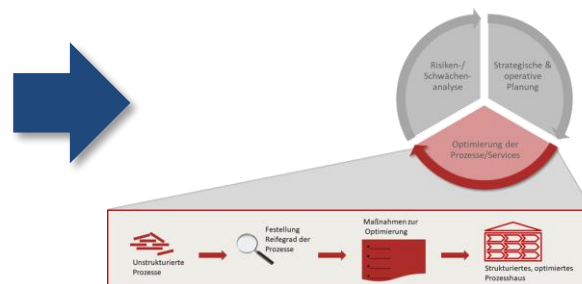 Risiken-/
Schwächen-
analyse
Strategische &
operative
Planung
Optimierung der
Prozesse/Services
Unstrukturierte
Prozesse
Festellung
Reifegrad der
Prozesse
Maßnahmen zur
Optimierung
Strukturiertes, optimiertes
Prozesshaus